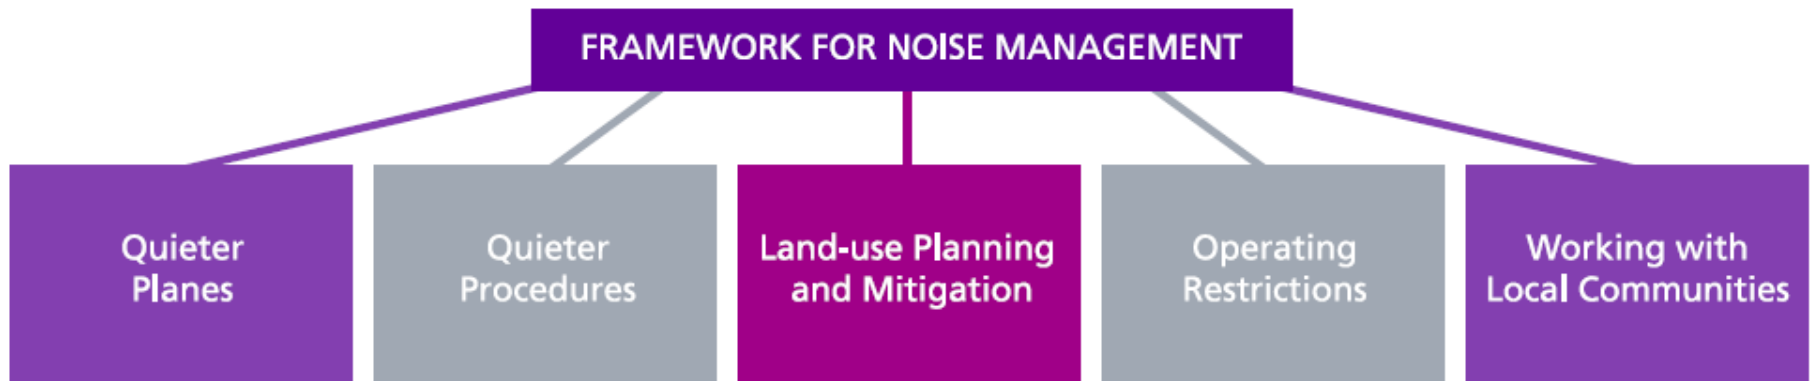 FRAMEWORK FOR NOISE MANAGEMENT
Quieter
Planes
Quieter
Procedures
Land-use Planning
and Mitigation
Operating
Restrictions
Working with
Local Communities